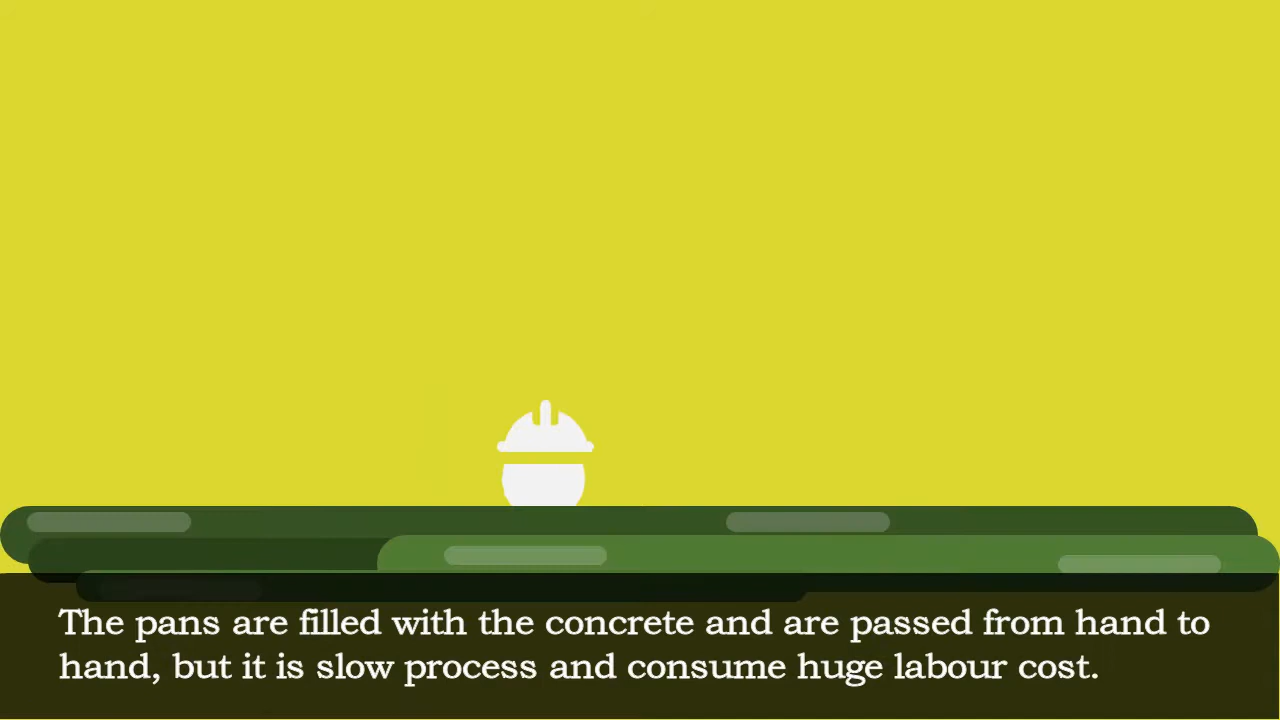 The pans are filled with the concrete and are passed from hand to
hand, but it is slow process and consume huge labour cost.